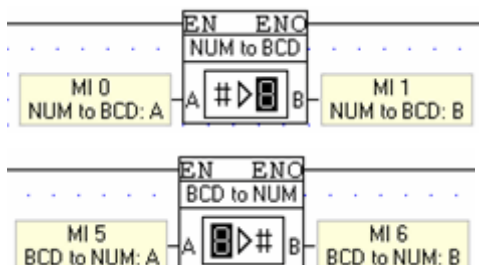 EN ENO
NUM to BCD
MI 0
NUM to BCD: A
A # B
MI 1
NUM to BCD: B
EN ENO
BCD to NUM
MI 5
BCD to NUM: A
A # B
MI 6
BCD to NUM: B